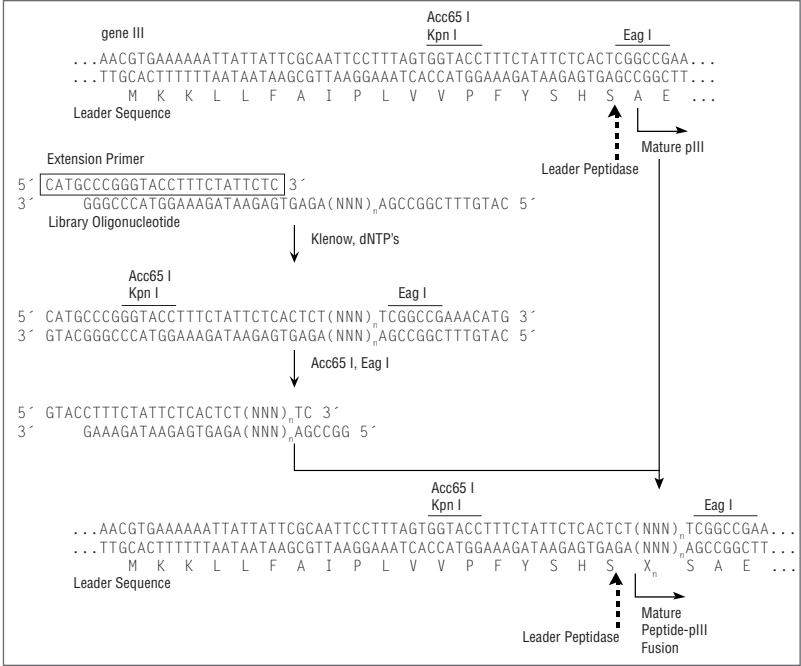 gene III
Acc65 I
Kpn I
Eag I
...AACGTGAAAAAATTATTATTCGCAATTCCTTTAGTGGTACCTTTCTATTCTCACTCGGCCGAA...
...TTGCACTTTTTTAATAATAAGCGTTAAGGAAATCACCATGGAAAGATAAGAGTGAGCCGGCTT...
M K K L L F A I P L V V P F Y S H S A E ...
Leader Sequence
Leader Peptidase
Mature pIII
Extension Primer
5´ CATGCCCGGGTACCTTTCTATTCTC 3´
3´ GGGCCCATGGAAAGATAAGAGTGAGA(NNN)nAGCCGGCTTTGTAC 5´
Library Oligonucleotide
Klenow, dNTP's
Acc65 I
Kpn I
Eag I
5´ CATGCCCGGGTACCTTTCTATTCTCACTCT(NNN)nTCGGCCGAAACATG 3´
3´ GTACGGGCCCATGGAAAGATAAGAGTGAGA(NNN)nAGCCGGCTTTGTAC 5´
Acc65 I, Eag I
5´ GTACCTTTCTATTCTCACTCT(NNN)nTC 3´
3´ GAAAGATAAGAGTGAGA(NNN)nAGCCGG 5´
Acc65 I
Kpn I
Eag I
...AACGTGAAAAAATTATTATTCGCAATTCCTTTAGTGGTACCTTTCTATTCTCACTCT(NNN)nTCGGCCGAA...
...TTGCACTTTTTTAATAATAAGCGTTAAGGAAATCACCATGGAAAGATAAGAGTGAGA(NNN)nAGCCGGCTT...
M K K L L F A I P L V V P F Y S H S Xn S A E ...
Leader Sequence
Leader Peptidase
Mature
Peptide-pIII
Fusion